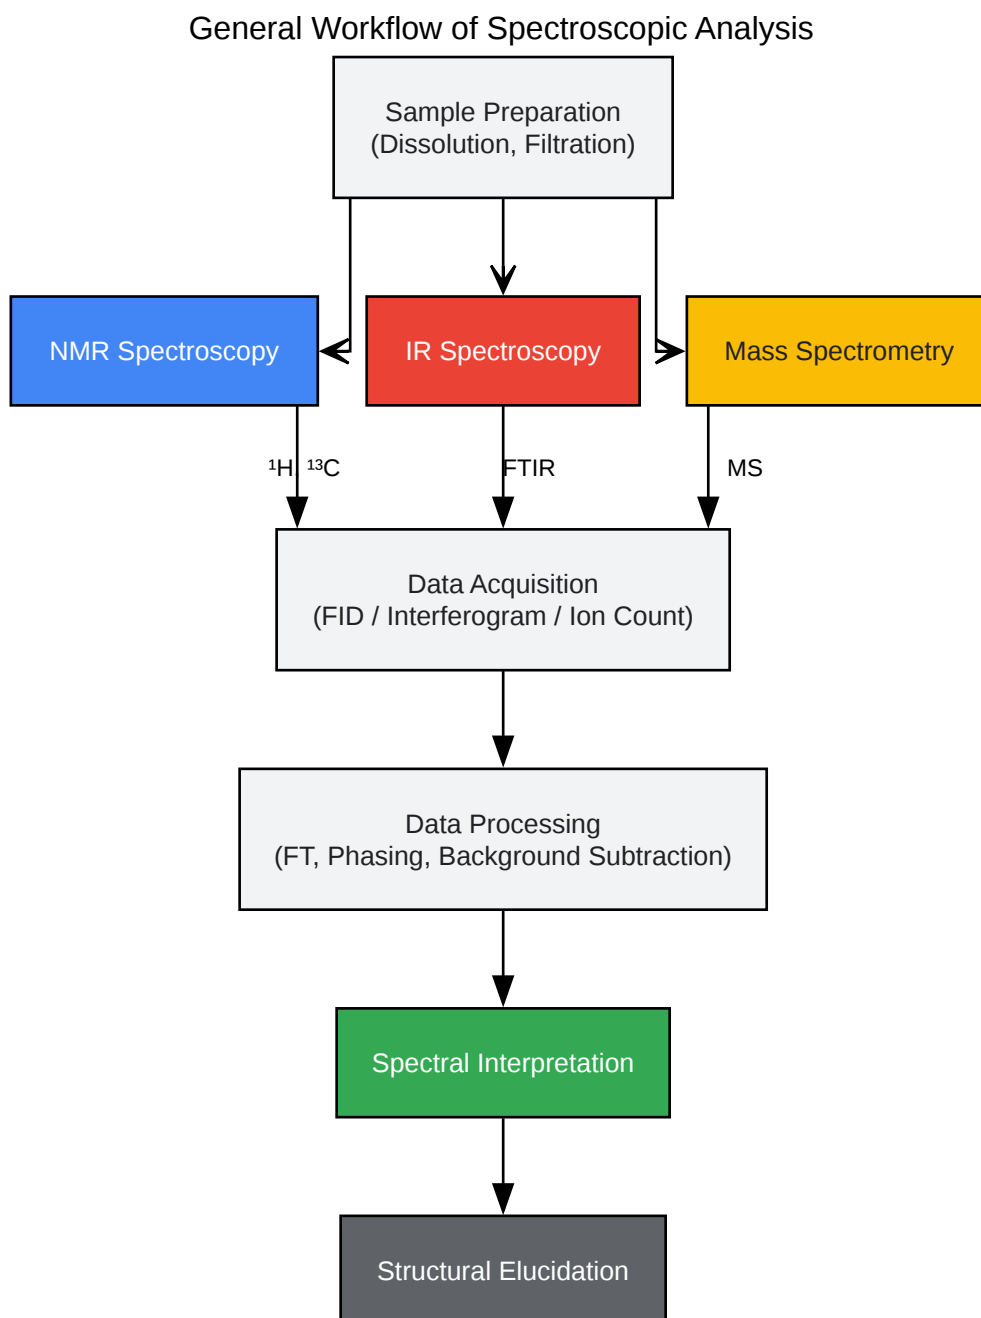 General Workflow of Spectroscopic Analysis
Sample Preparation
(Dissolution, Filtration)
NMR Spectroscopy
IR Spectroscopy
Mass Spectrometry
¹H, ¹³C
FTIR
MS
Data Acquisition
(FID / Interferogram / Ion Count)
Data Processing
(FT, Phasing, Background Subtraction)
Spectral Interpretation
Structural Elucidation